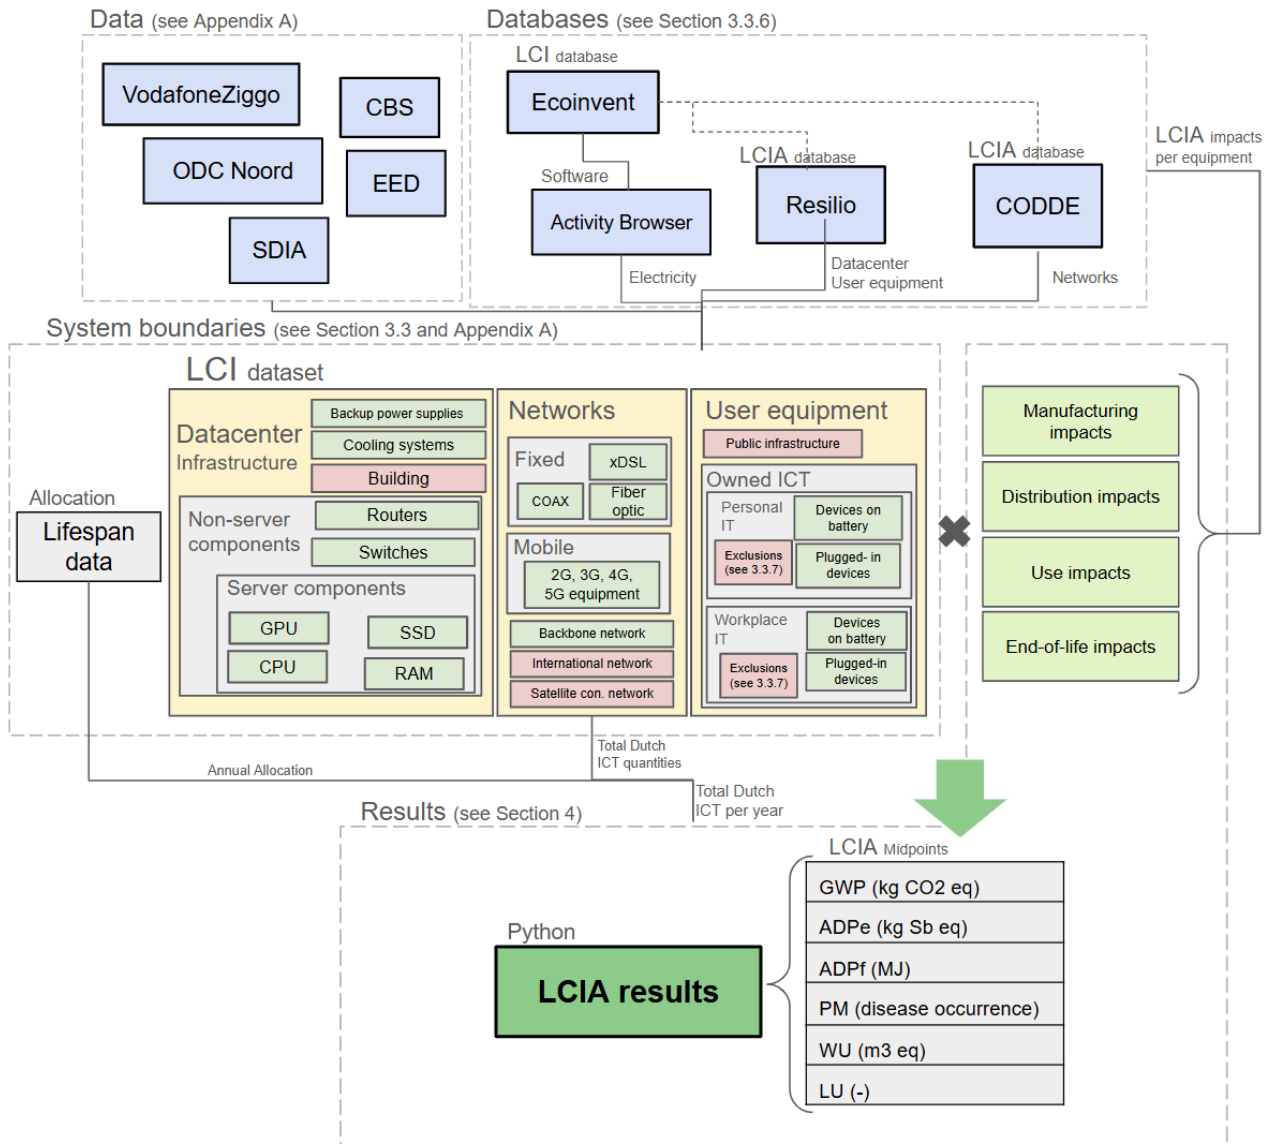 Data (see Appendix A)
VodafoneZiggo
CBS
ODC Noord
EED
SDIA
Databases (see Section 3.3.6)
LCI database
Ecoinvent
Software
Activity Browser
Electricity
LCIA database
Resilio
Datacenter
User equipment
LCIA database
CODDE
Networks
LCIA impacts
per equipment
System boundaries (see Section 3.3 and Appendix A)
LCI dataset
Allocation
Lifespan
data
Datacenter
Infrastructure
Backup power supplies
Cooling systems
Building
Non-server
components
Routers
Switches
Server components
GPU
SSD
CPU
RAM
Networks
Fixed
xDSL
COAX
Fiber
optic
Mobile
2G, 3G, 4G,
5G equipment
Backbone network
International network
Satellite con. network
User equipment
Public infrastructure
Owned ICT
Personal
IT
Devices on
battery
Exclusions
(see 3.3.7)
Plugged- in
devices
Workplace
IT
Devices
on battery
Exclusions
(see 3.3.7)
Plugged-in
devices
Manufacturing
impacts
Distribution impacts
Use impacts
End-of-life impacts
Annual Allocation
Total Dutch
ICT quantities
Total Dutch
ICT per year
Results (see Section 4)
Python
LCIA results
LCIA Midpoints
GWP (kg CO2 eq)
ADPe (kg Sb eq)
ADPf (MJ)
PM (disease occurrence)
WU (m3 eq)
LU (-)